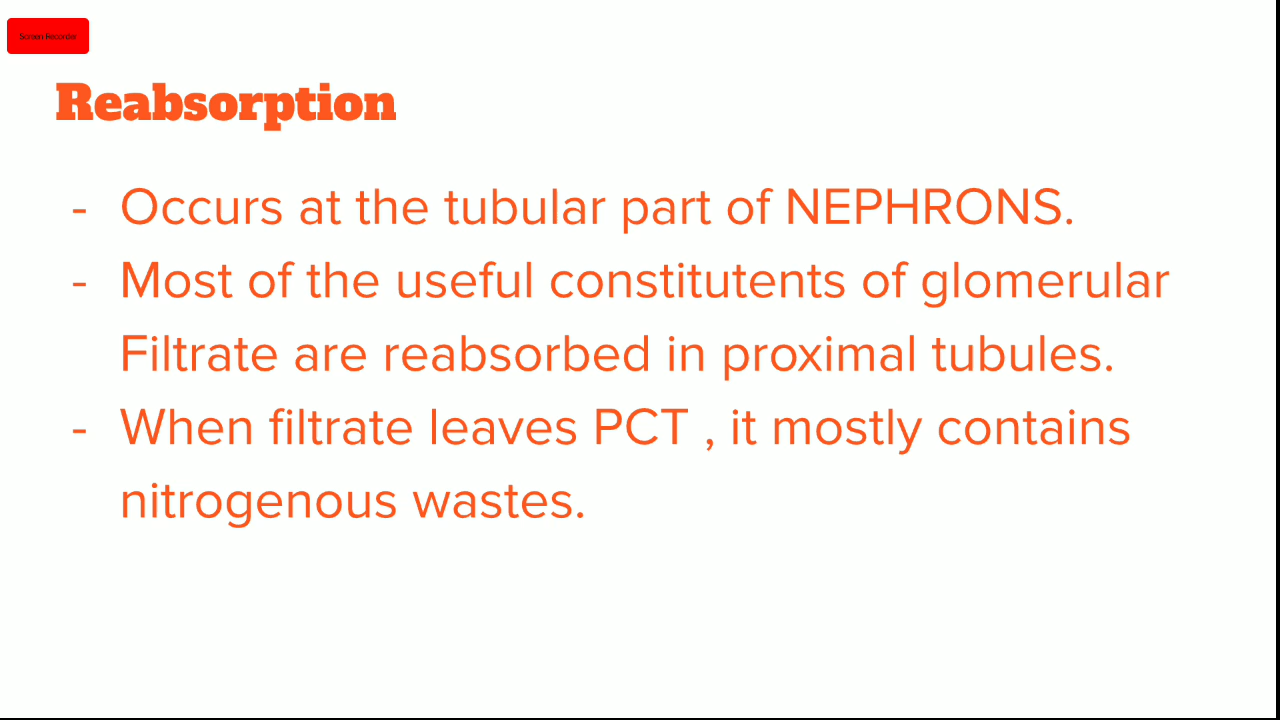 Screen Recorder
Reabsorption
- Occurs at the tubular part of NEPHRONS.
- Most of the useful constitutents of glomerular
Filtrate are reabsorbed in proximal tubules.
- When filtrate leaves PCT , it mostly contains
nitrogenous wastes.